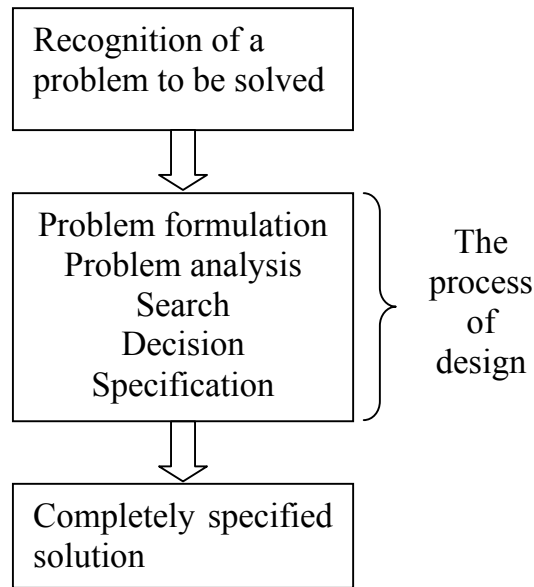 Recognition of a
problem to be solved
Problem formulation
Problem analysis
Search
Decision
Specification
The
process
of
design
Completely specified
solution